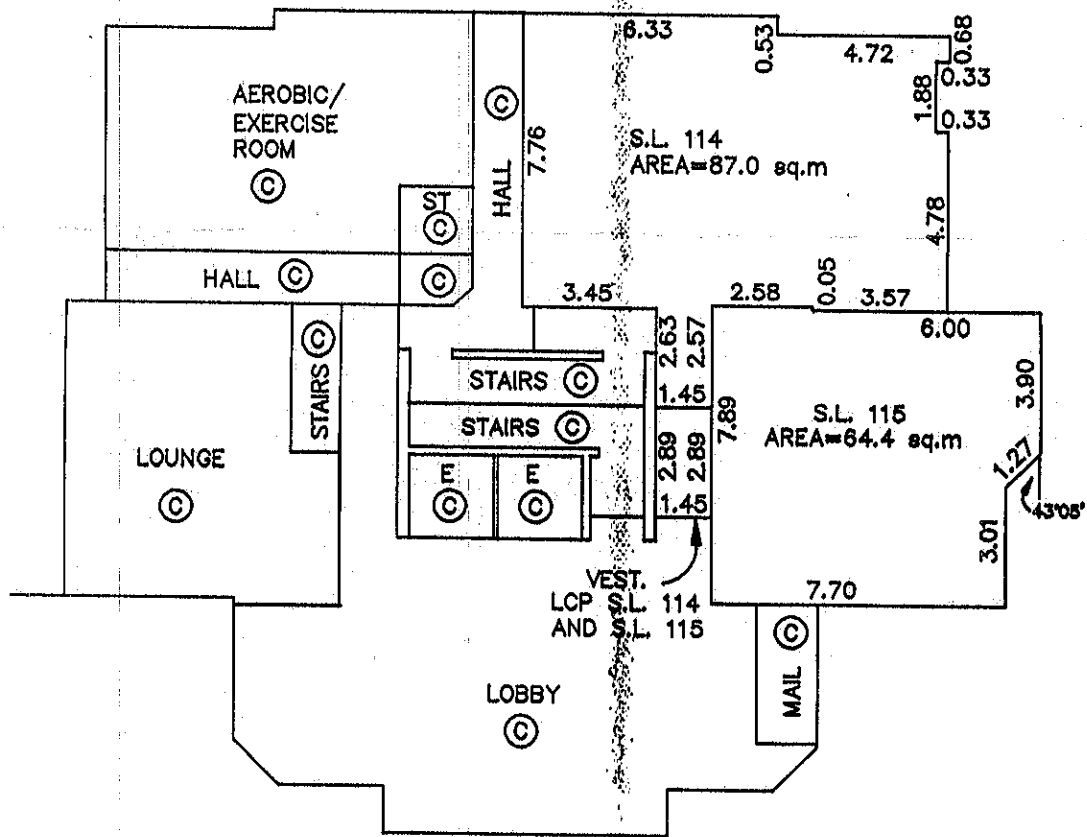 6.33
0.53
4.72
0.68
0.33
1.88
0.33
AEROBIC/
EXERCISE
ROOM
Ⓒ
HALL Ⓒ
7.76
S.L. 114
AREA=87.0 sq.m
4.78
ST
Ⓒ
HALL Ⓒ
Ⓒ
3.45
2.58
0.05
3.57
6.00
STAIRS Ⓒ
2.63
2.57
STAIRS Ⓒ
1.45
7.89
S.L. 115
AREA=64.4 sq.m
3.90
STAIRS Ⓒ
LOUNGE
Ⓒ
E
Ⓒ
E
Ⓒ
2.89
2.89
1.45
1.27
43°05'
3.01
VEST.
LCP S.L. 114
AND S.L. 115
7.70
MAIL Ⓒ
LOBBY
Ⓒ